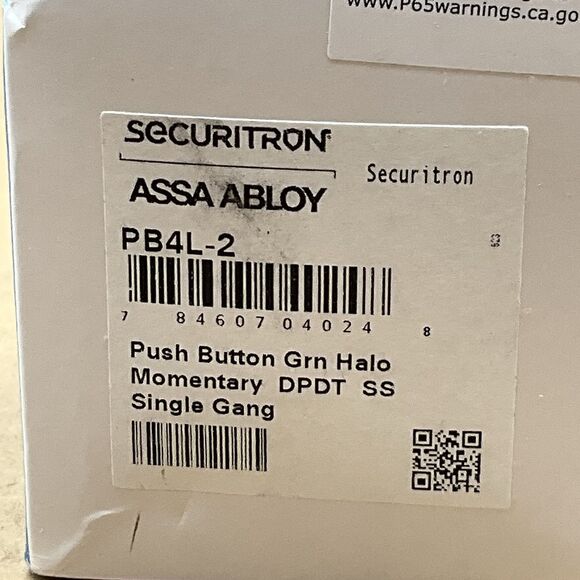 www.P65warnings.ca.go
SECURITRON
Securitron
ASSA ABLOY
PB4L-2
7 84607 04024 8
Push Button Grn Halo
Momentary DPDT SS
Single Gang